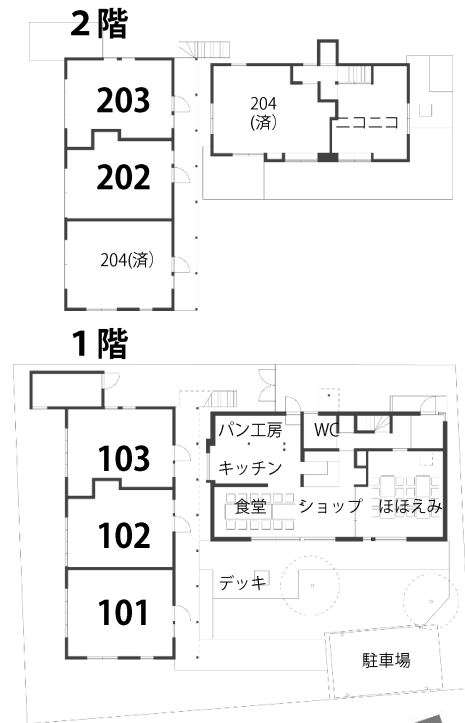 2階
203
204
(済)
ニコニコ
202
204(済)
1階
パン工房
WC
103
キッチン
食堂
ショップ
ほほえみ
102
デッキ
101
駐車場